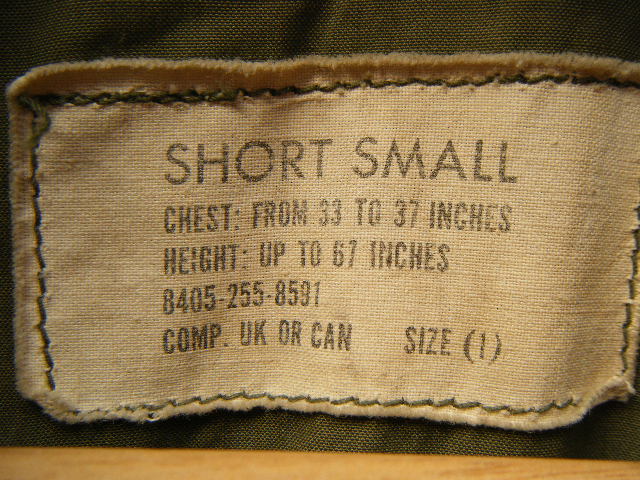 SHORT SMALL
CHEST: FROM 33 TO 37 INCHES
HEIGHT: UP TO 67 INCHES
8405-255-8591
COMP. UK OR CAN SIZE (1)